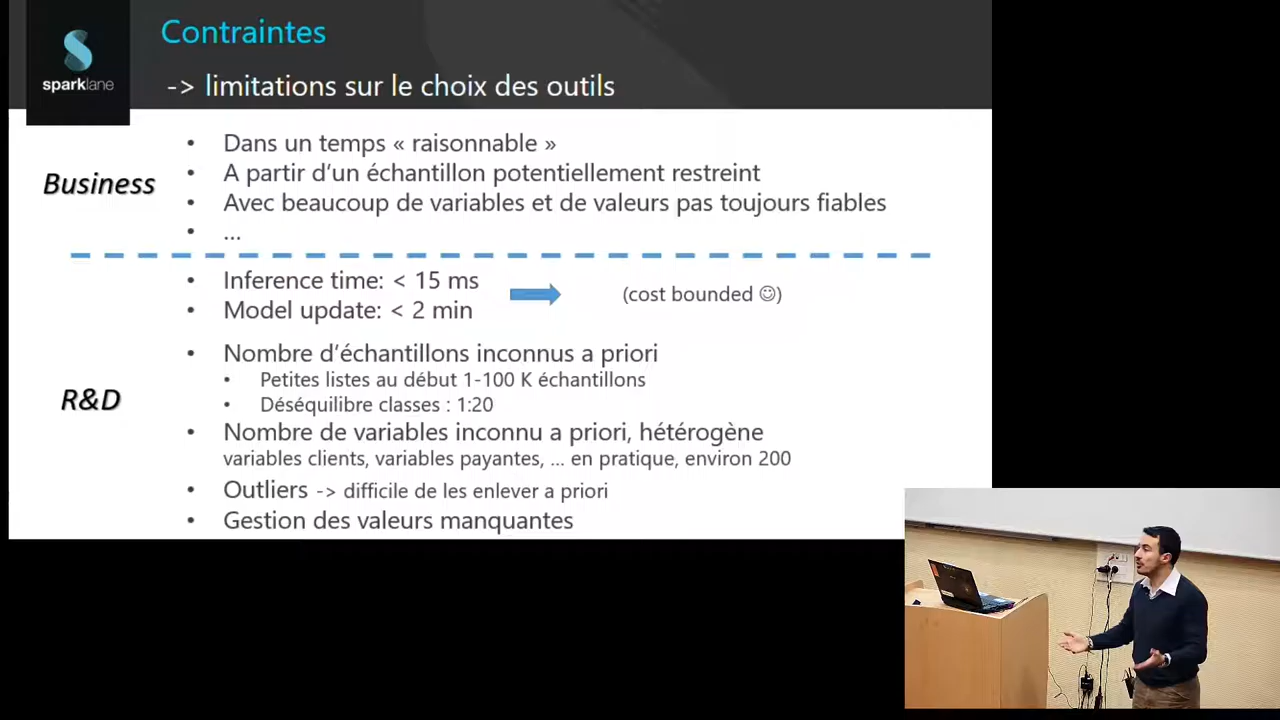 sparklane
Contraintes
-> limitations sur le choix des outils
Business
• Dans un temps « raisonnable »
• A partir d’un échantillon potentiellement restreint
• Avec beaucoup de variables et de valeurs pas toujours fiables
• ...
R&D
• Inference time: < 15 ms
• Model update: < 2 min
(cost bounded ☺)
• Nombre d’échantillons inconnus a priori
• Petites listes au début 1-100 K échantillons
• Déséquilibre classes : 1:20
• Nombre de variables inconnu a priori, hétérogène
variables clients, variables payantes, ... en pratique, environ 200
• Outliers -> difficile de les enlever a priori
• Gestion des valeurs manquantes